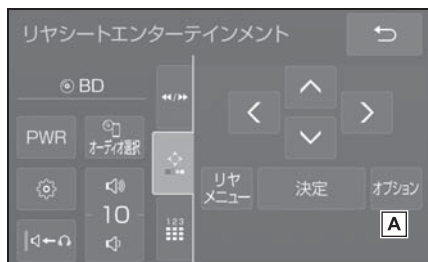 リヤシートエンターテインメント
BD
PWR
オーディオ選択
10
123
リヤ
メニュー
決定
オプション
A